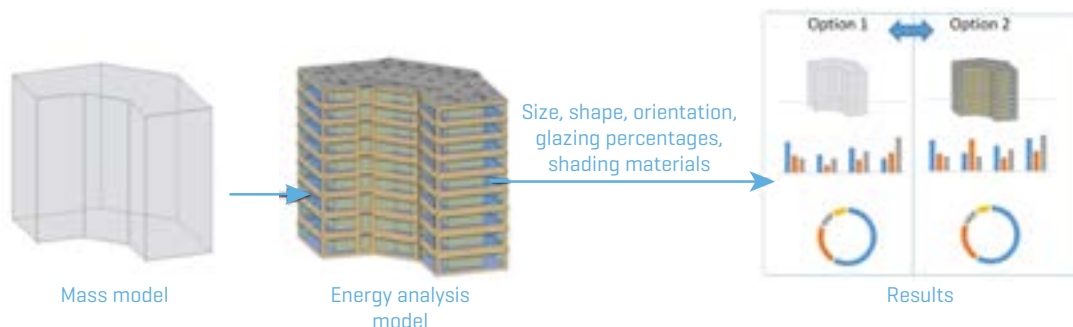 Option 1
Option 2
Size, shape, orientation,
glazing percentages,
shading materials
Mass model
Energy analysis
model
Results